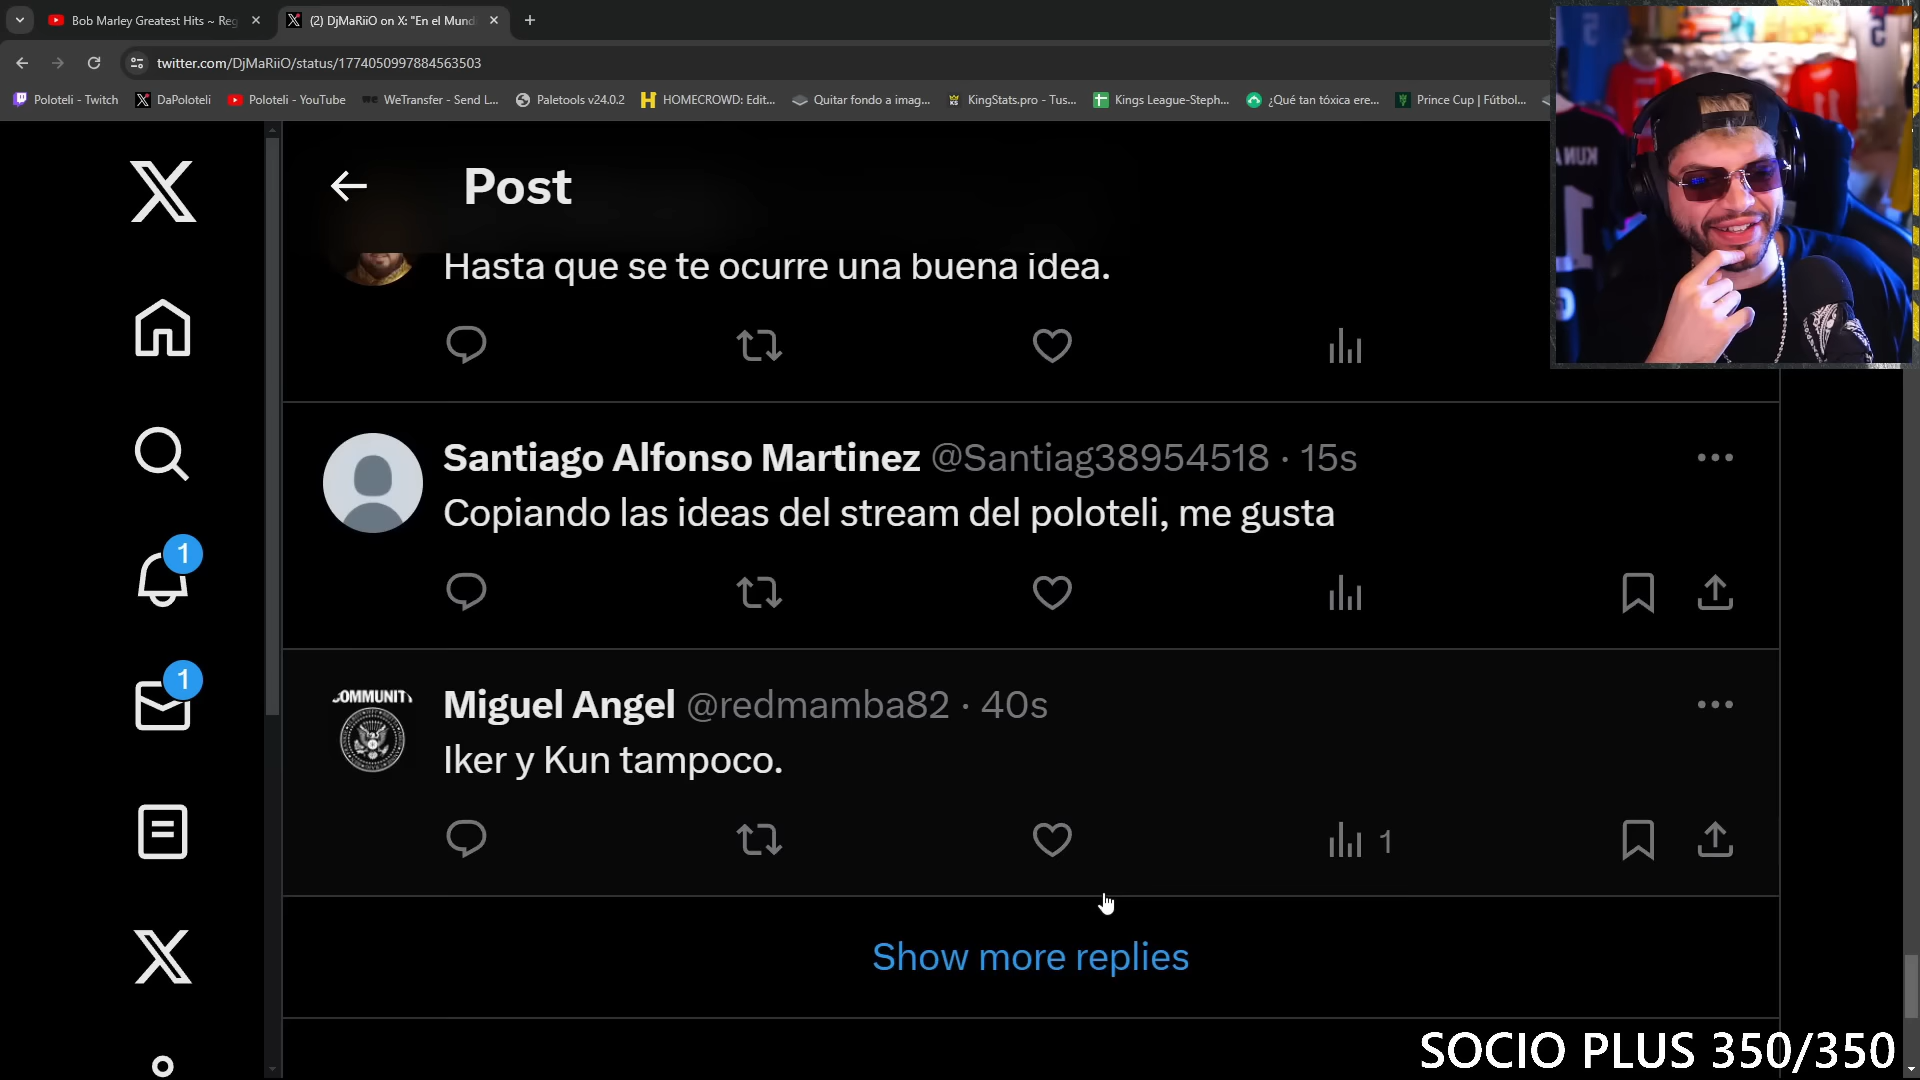 Bob Marley Greatest Hits ~ Reg
(2) DjMaRiiO on X: "En el Mund
twitter.com/DjMaRiiO/status/1774050997884563503
Poloteli - Twitch
DaPoloteli
Poloteli - YouTube
WeTransfer - Send L...
Paletools v24.0.2
HOMECROWD: Edit...
Quitar fondo a imag...
KingStats.pro - Tus...
Kings League-Steph...
¿Qué tan tóxica ere...
Prince Cup | Fútbol...
Post
Hasta que se te ocurre una buena idea.
Santiago Alfonso Martinez @Santiag38954518 · 15s
Copiando las ideas del stream del poloteli, me gusta
1
1
COMMUNITY
Miguel Angel @redmamba82 · 40s
Iker y Kun tampoco.
1
Show more replies
SOCIO PLUS 350/350